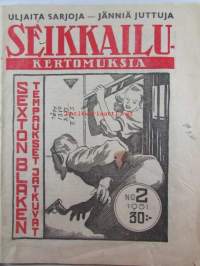 ULJAITA SARJOJA — JÄNNIÄ JUTTUJA
SEIKKAILU-
KERTOMUKSIA
SEXTON BLAKEN
TEMPAUKSET JATKUVAT
No 2
1951
30:-